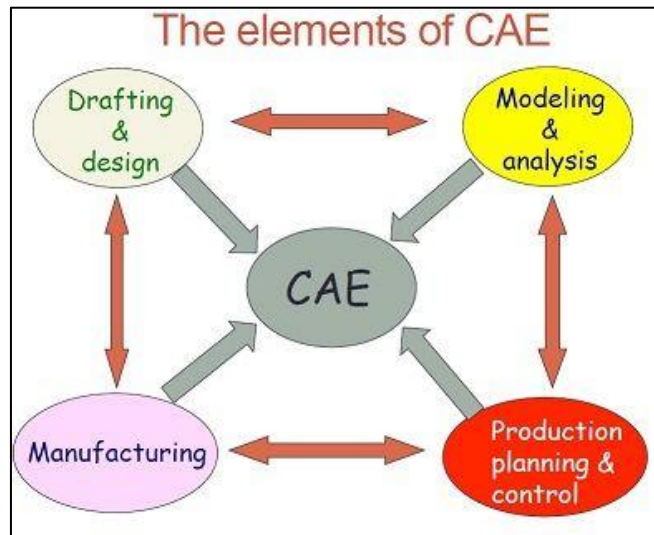 The elements of CAE
Drafting
&
design
Modeling
&
analysis
CAE
Manufacturing
Production
planning &
control